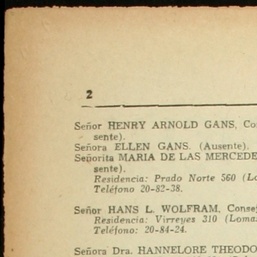 2
Señor HENRY ARNOLD GANS, Co
sente).
Señora ELLEN GANS. (Ausente).
Señorita MARIA DE LAS MERCEDE
sente).
Residencia: Prado Norte 560 (Lo
Teléfono 20-82-38.
Señor HANS L. WOLFRAM, Conse
Residencia: Virreyes 310 (Loma
Teléfono: 20-84-24.
Señora Dra. HANNELORE THEODO